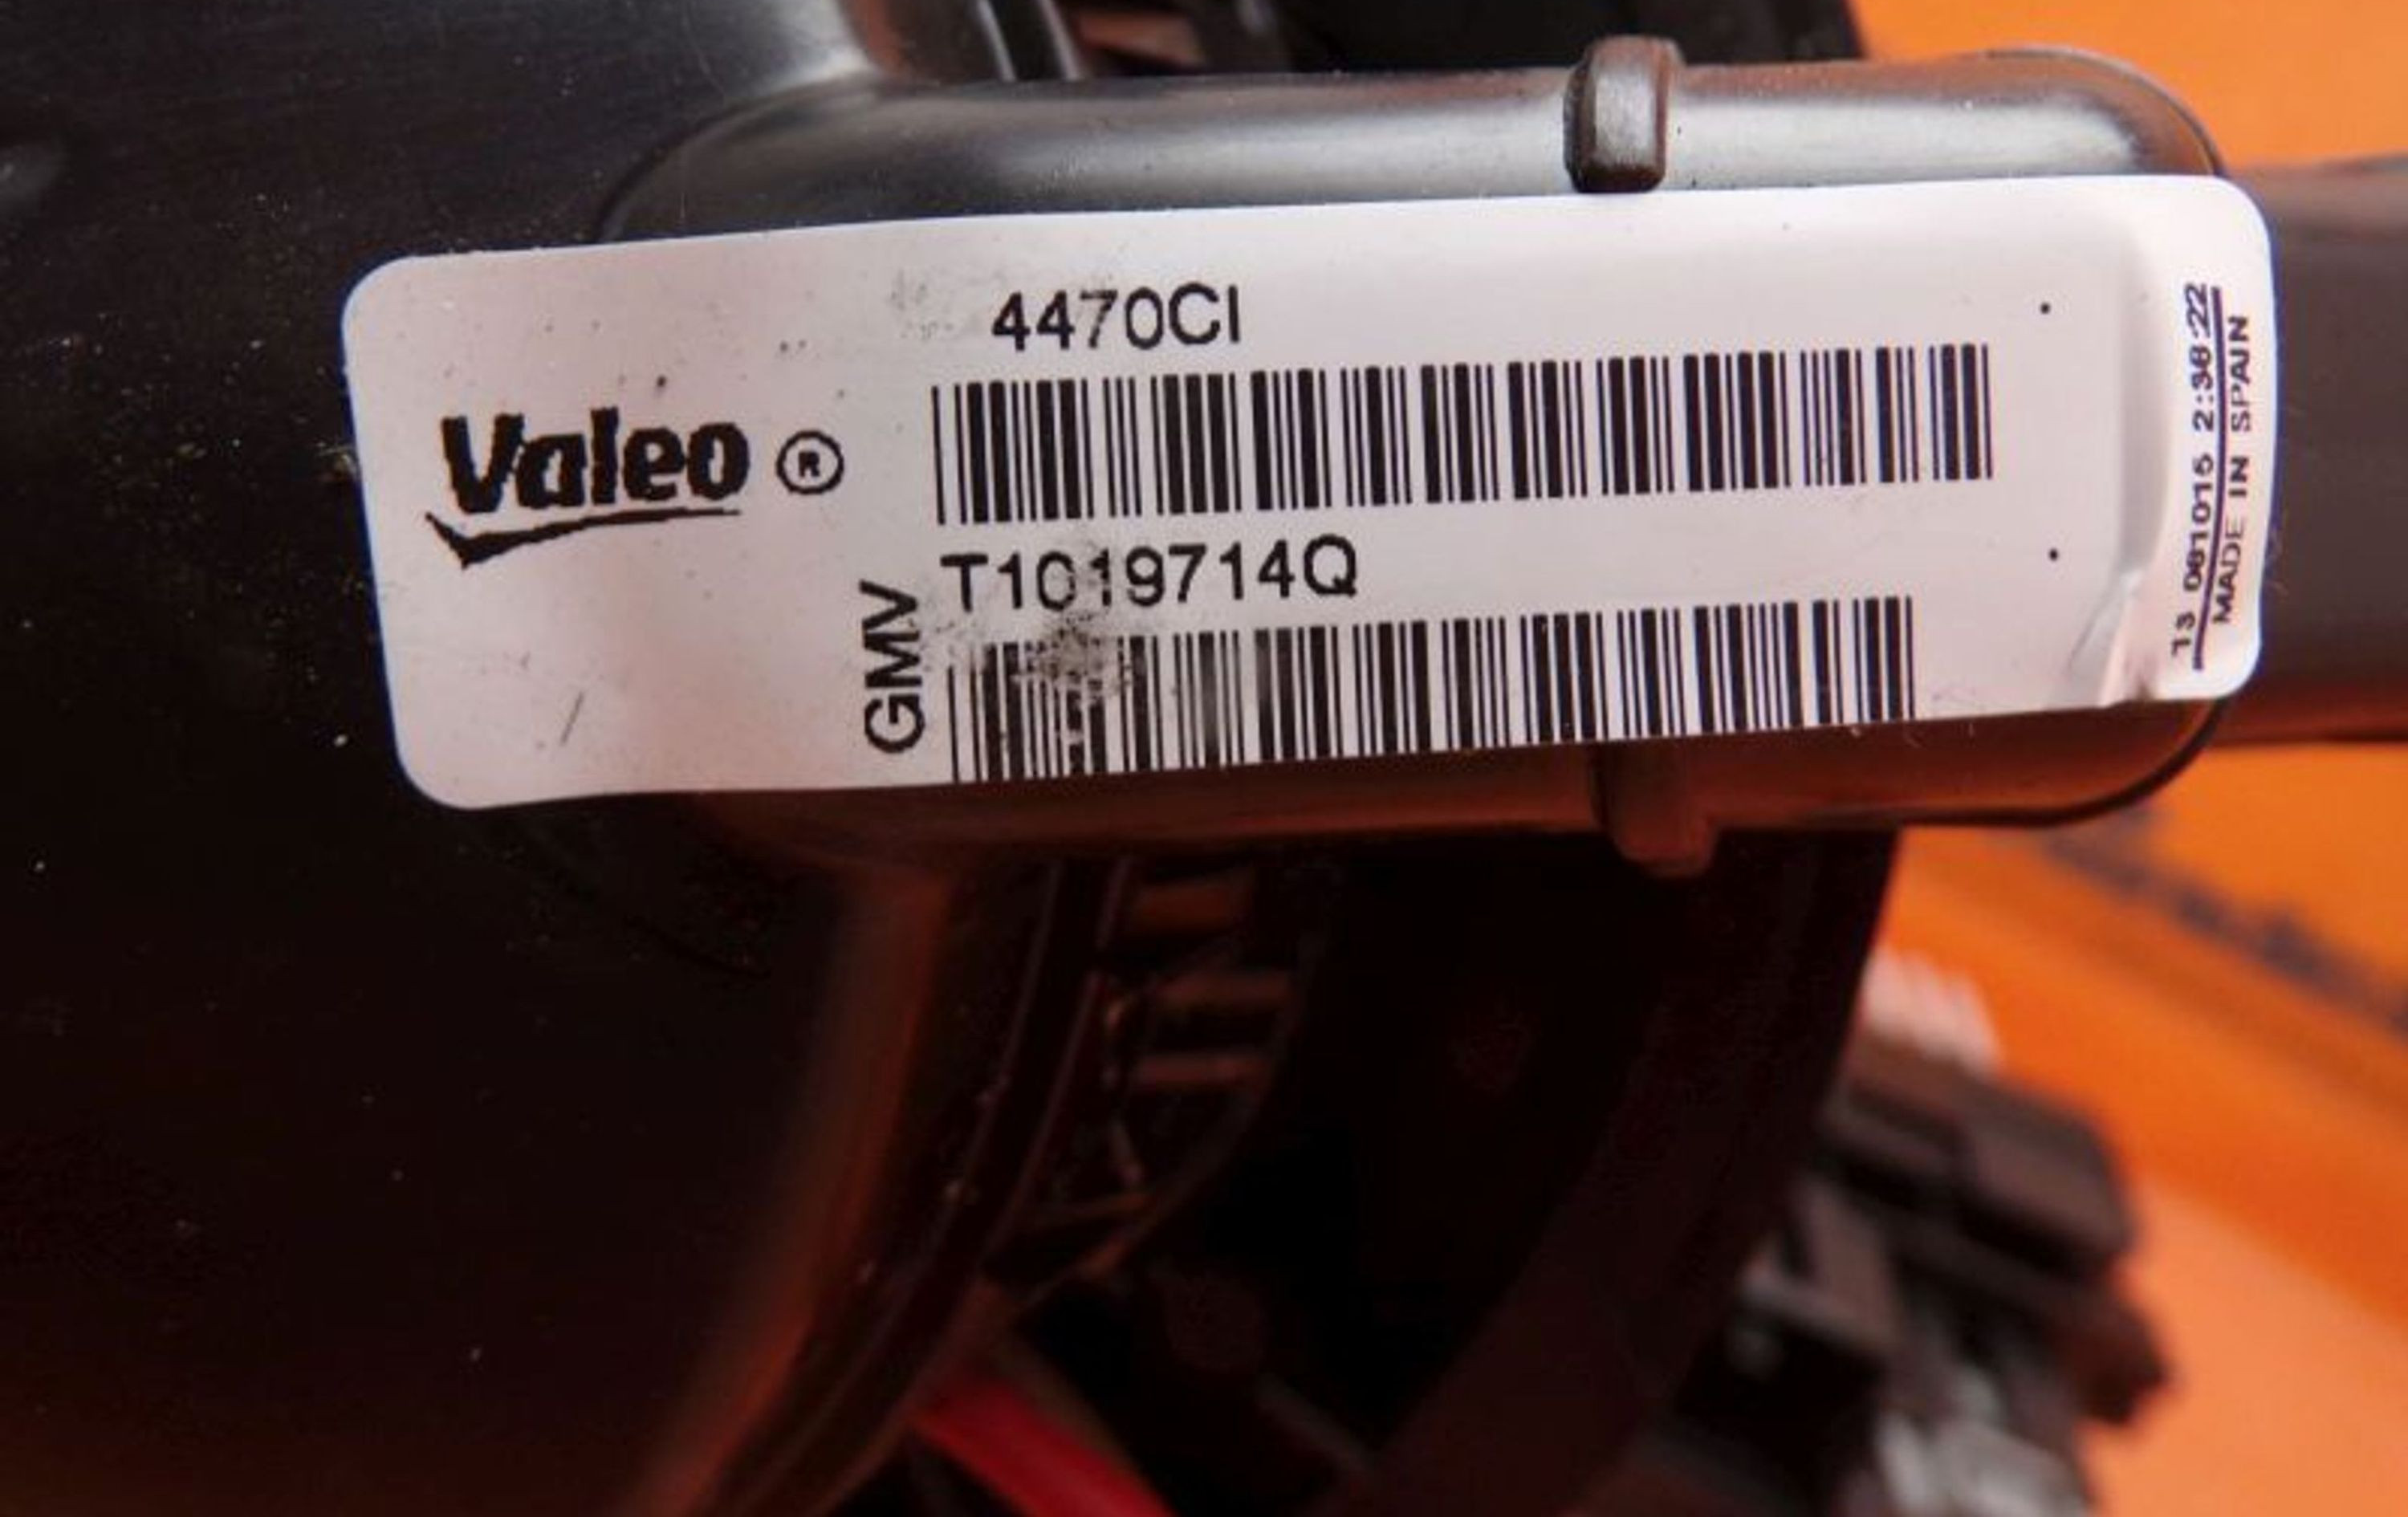 4470CI
Valeo ®
T1019714Q
GMV
13 081015 2:38:22
MADE IN SPAIN